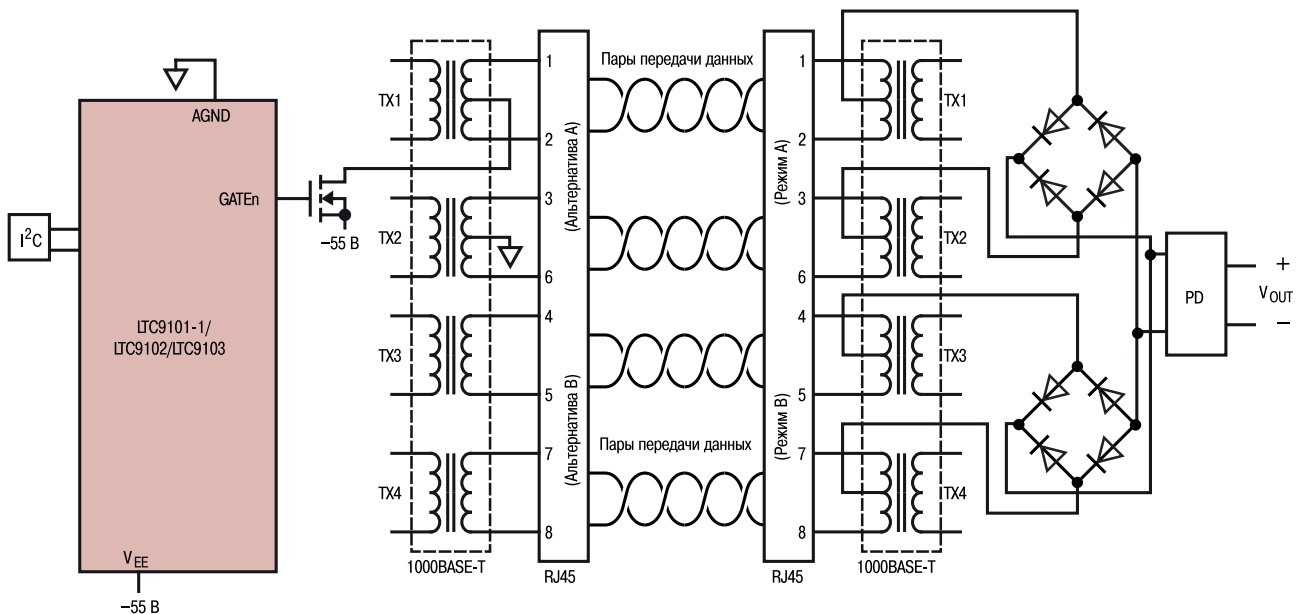 AGND
GATEn
I²C
LTC9101-1/
LTC9102/LTC9103
VEE
–55 В
–55 В
TX1
TX2
TX3
TX4
1000BASE-T
1
2
3
6
4
5
7
8
(Альтернатива А)
(Альтернатива В)
RJ45
Пары передачи данных
Пары передачи данных
1
2
3
6
4
5
7
8
(Режим А)
(Режим В)
RJ45
TX1
TX2
TX3
TX4
1000BASE-T
PD
+
VOUT
–